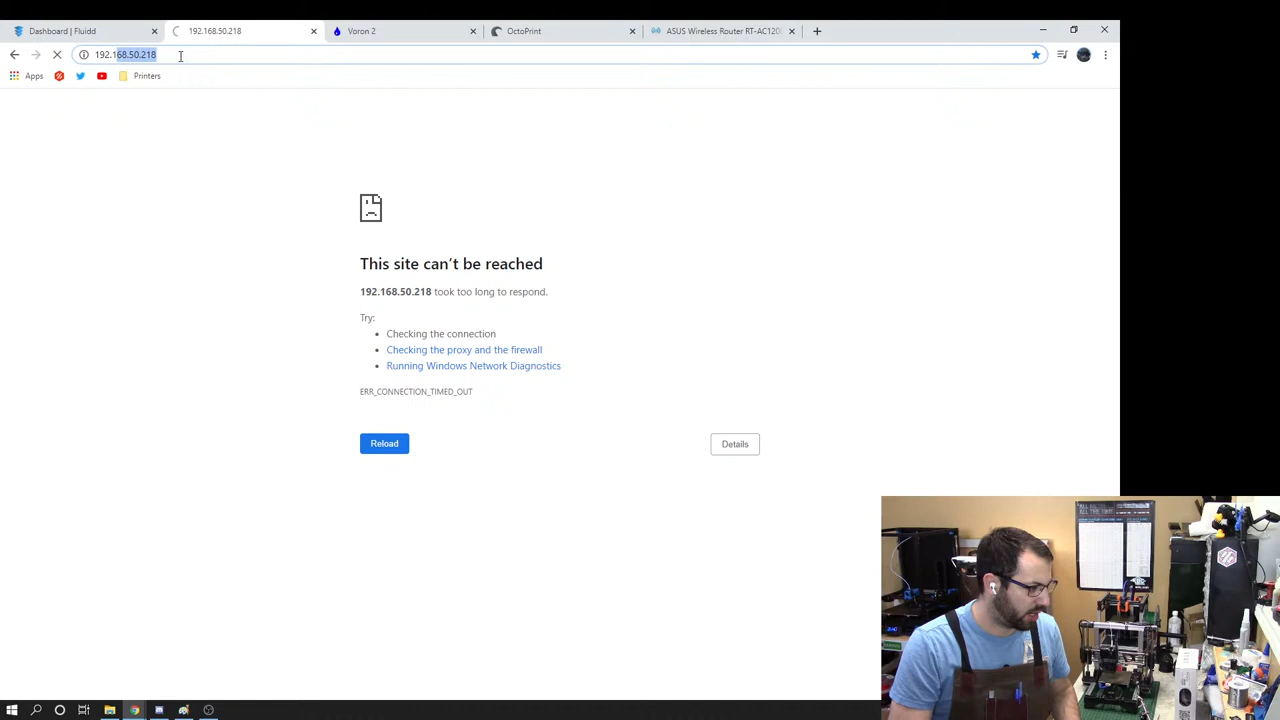 Dashboard | Fluidd
192.168.50.218
Voron 2
OctoPrint
ASUS Wireless Router RT-AC120
192.168.50.218
Apps
Printers
This site can't be reached
192.168.50.218 took too long to respond.
Try:
Checking the connection
Checking the proxy and the firewall
Running Windows Network Diagnostics
ERR_CONNECTION_TIMED_OUT
Reload
Details